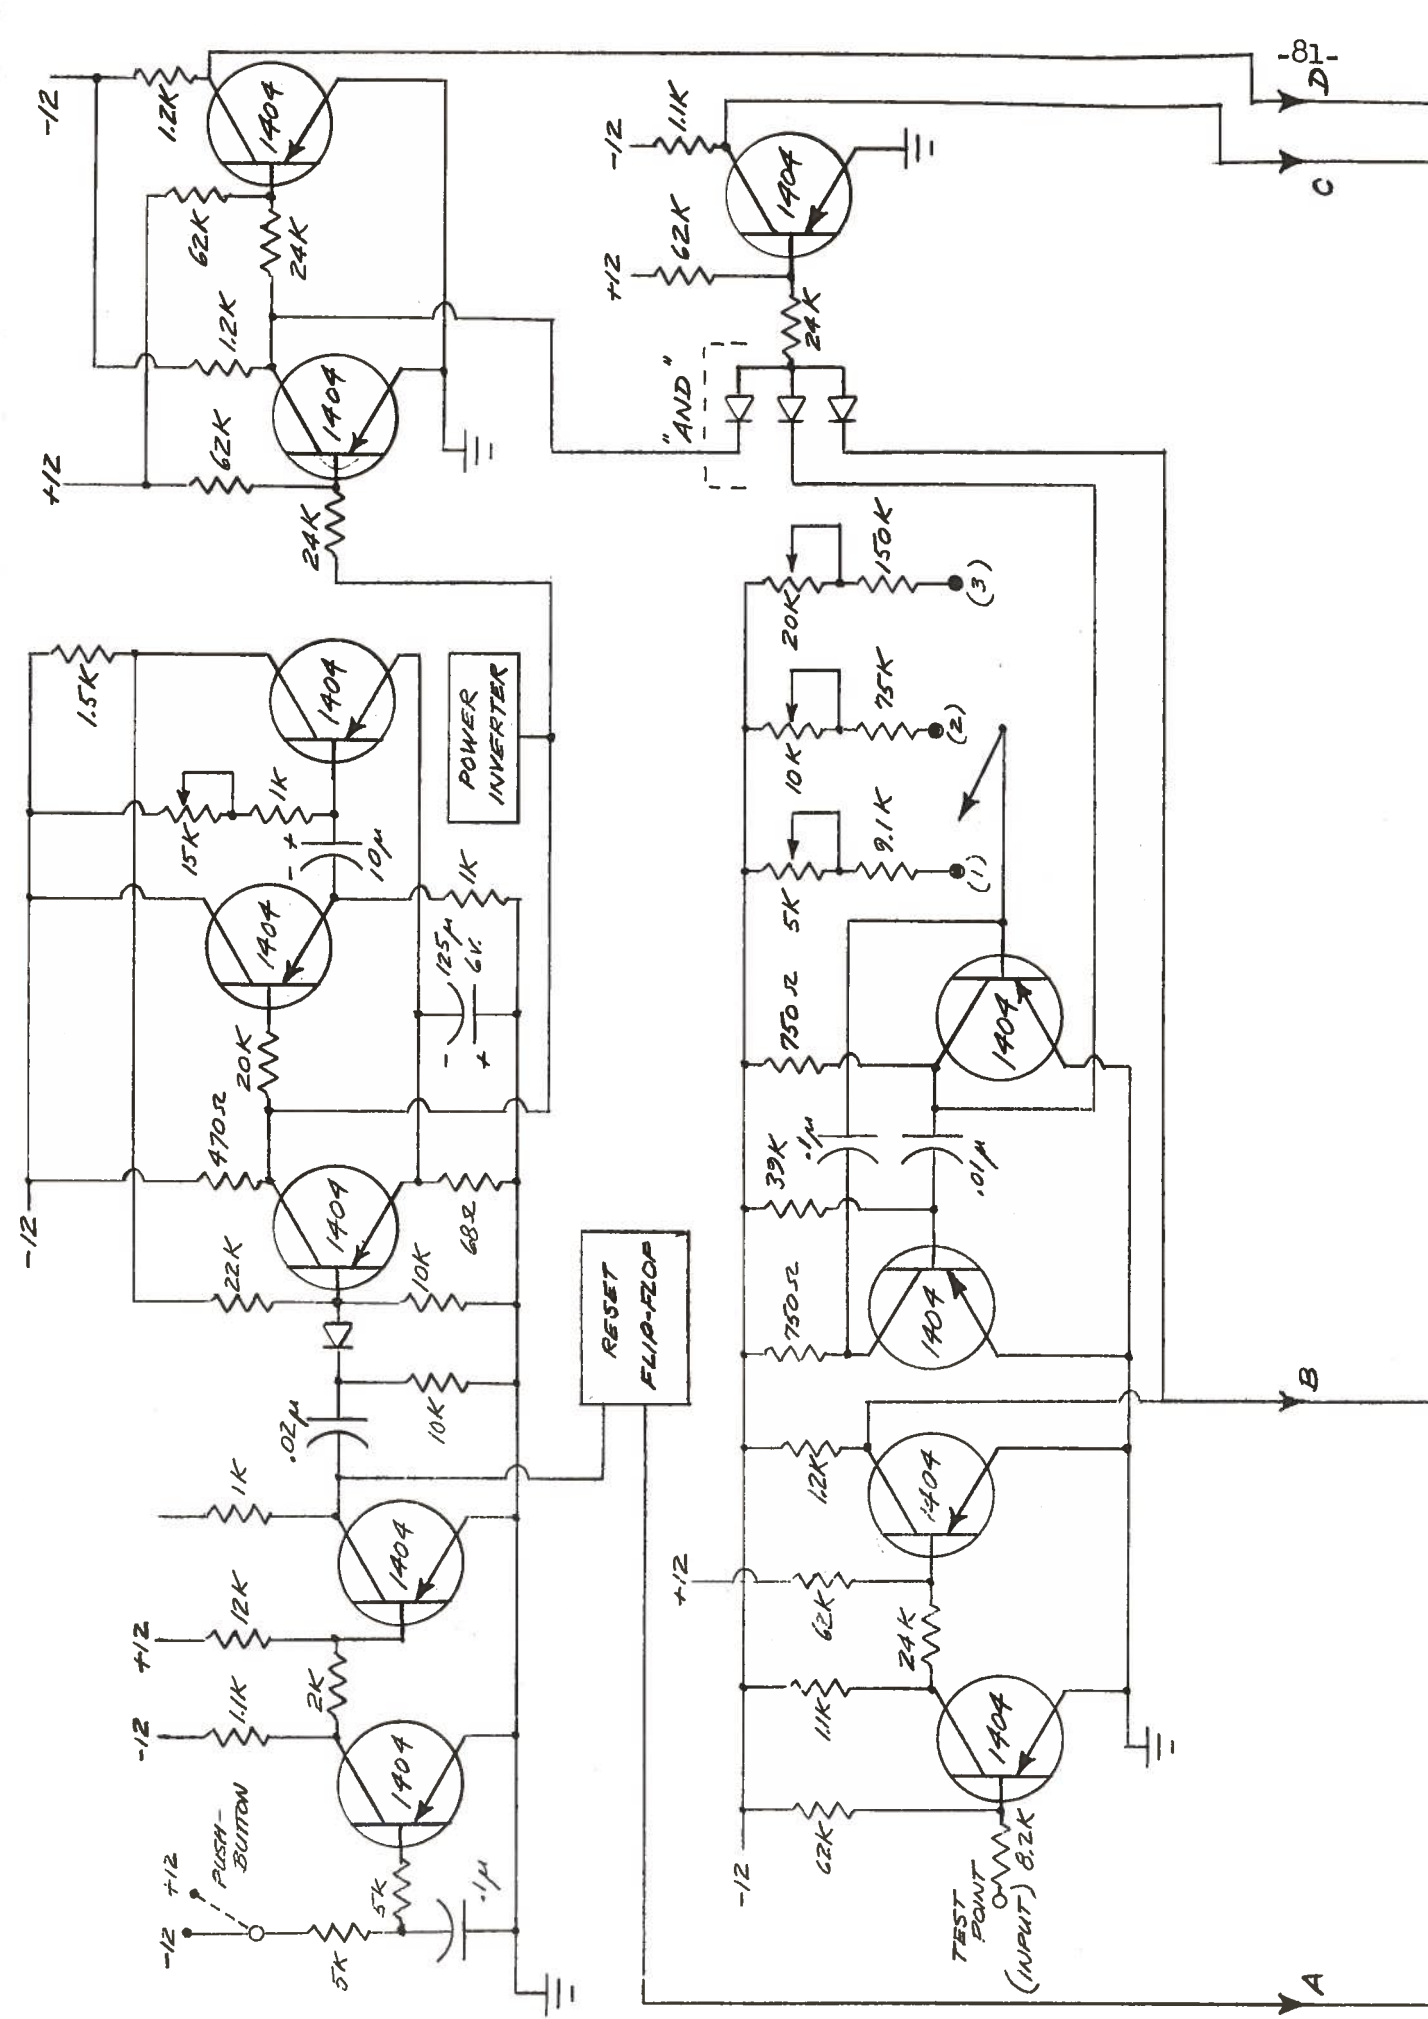 -81-
-12
+12
PUSH-
BUTTON
5K
5K
.1μ
-12
1.1K
1404
2K
+12
12K
1K
1404
.02μ
10K
22K
10K
-12
470Ω
1404
68Ω
20K
1404
125μ
6V.
-
+
1K
15K
1K
-
+
10μ
1.5K
1404
POWER
INVERTER
RESET
FLIP-FLOP
24K
+12
62K
1404
1.2K
24K
62K
-12
1.2K
1404
D
TEST
POINT
(INPUT)
8.2K
-12
62K
1404
1.1K
24K
+12
62K
1.2K
1404
750Ω
1404
39K
.1μ
.01μ
750Ω
1404
5K
9.1K
(1)
10K
75K
(2)
20K
150K
(3)
"AND"
24K
+12
62K
-12
1.1K
1404
C
B
A